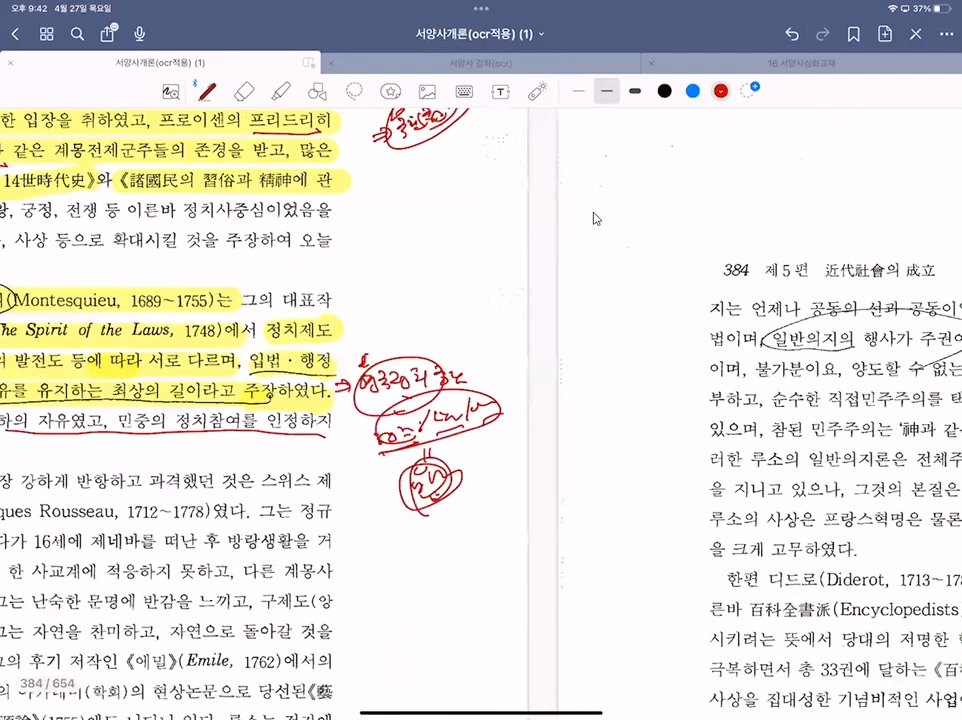 오후 9:42 4월 27일 목요일
37%
서양사개론(ocr적용) (1)
서양사개론(ocr적용) (1)
서양사 강좌(ocr)
16.서양사심화교재
한 입장을 취하였고, 프로이센의 프리드리히
같은 계몽전제군주들의 존경을 받고, 많은
14世時代史》와 《諸國民의 習俗과 精神에 관
왕, 궁정, 전쟁 등 이른바 정치사중심이었음을
, 사상 등으로 확대시킬 것을 주장하여 오늘
(Montesquieu, 1689~1755)는 그의 대표작
The Spirit of the Laws, 1748)에서 정치제도
의 발전도 등에 따라 서로 다르며, 입법·행정
유를 유지하는 최상의 길이라고 주장하였다.
하의 자유였고, 민중의 정치참여를 인정하지
장 강하게 반항하고 과격했던 것은 스위스 제
ques Rousseau, 1712~1778)였다. 그는 정규
다가 16세에 제네바를 떠난 후 방랑생활을 거
한 사교계에 적응하지 못하고, 다른 계몽사
그는 난숙한 문명에 반감을 느끼고, 구제도(앙
그는 자연을 찬미하고, 자연으로 돌아갈 것을
그의 후기 저작인 《에밀》(Emile, 1762)에서의
(학회)의 현상논문으로 당선된《藝
384 / 654
384 제5편 近代社會의 成立
지는 언제나 공동의 선과 공동이익
법이며, 일반의지의 행사가 주권이
이며, 불가분이요, 양도할 수 없는
부하고, 순수한 직접민주주의를 택
있으며, 참된 민주주의는 '神과 같은
러한 루소의 일반의지론은 전체주
을 지니고 있으나, 그것의 본질은
루소의 사상은 프랑스혁명은 물론
을 크게 고무하였다.
한편 디드로(Diderot, 1713~178
른바 百科全書派(Encyclopedists
시키려는 뜻에서 당대의 저명한
극복하면서 총 33권에 달하는 《百
사상을 집대성한 기념비적인 사업